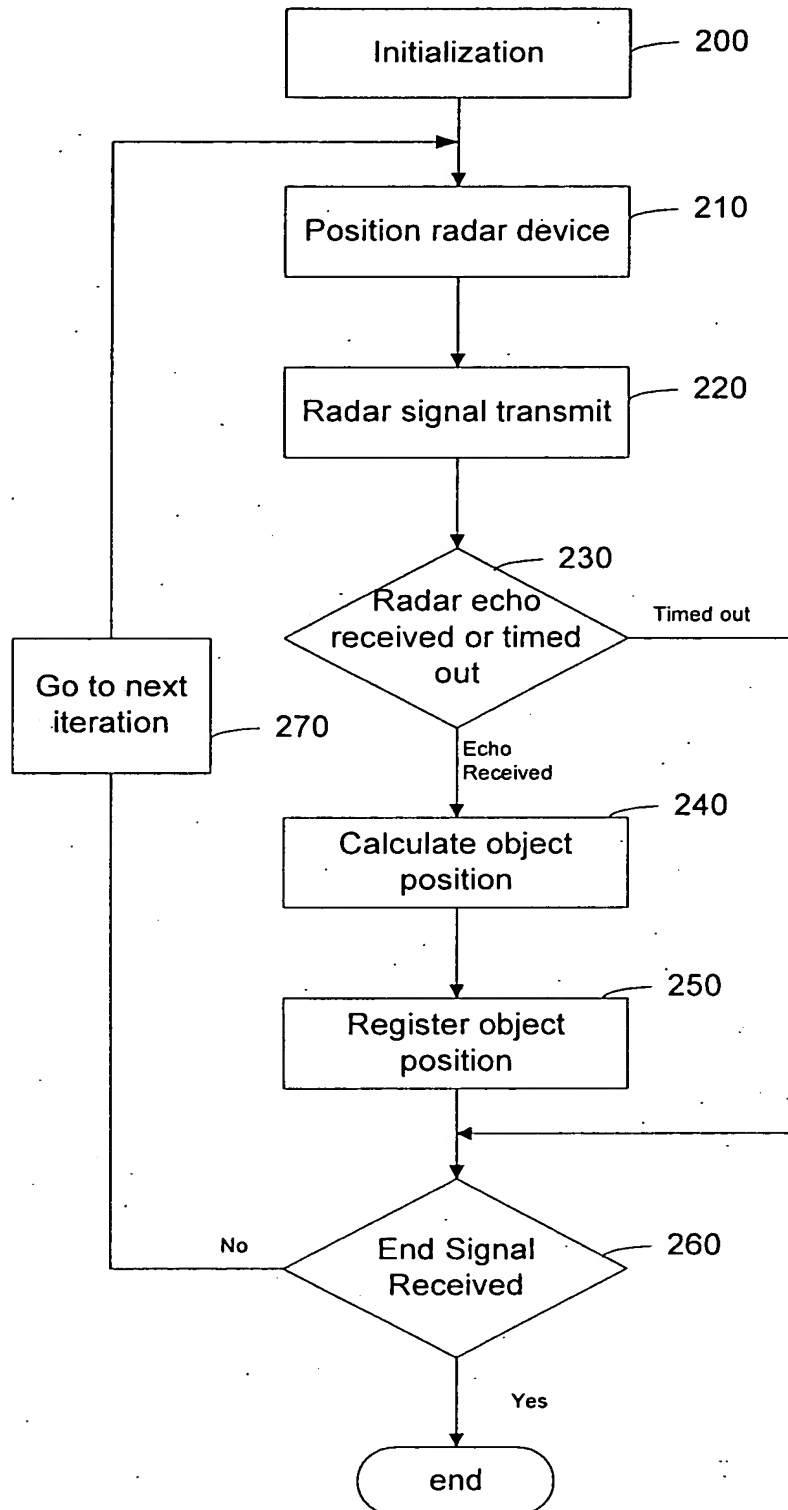 Initialization
200
Position radar device
210
Radar signal transmit
220
230
Radar echo
received or timed
out
Timed out
Go to next
iteration
270
Echo
Received
240
Calculate object
position
250
Register object
position
No
End Signal
Received
260
Yes
end